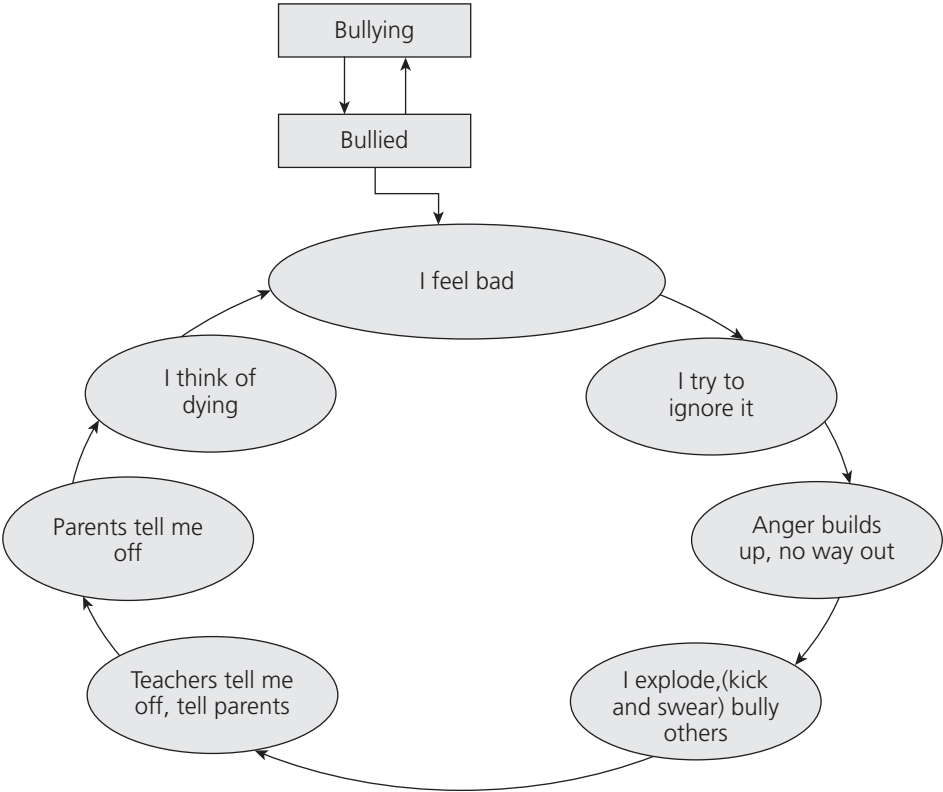 Bullying
Bullied
I feel bad
I try to
ignore it
Anger builds
up, no way out
I explode,(kick
and swear) bully
others
Teachers tell me
off, tell parents
Parents tell me
off
I think of
dying